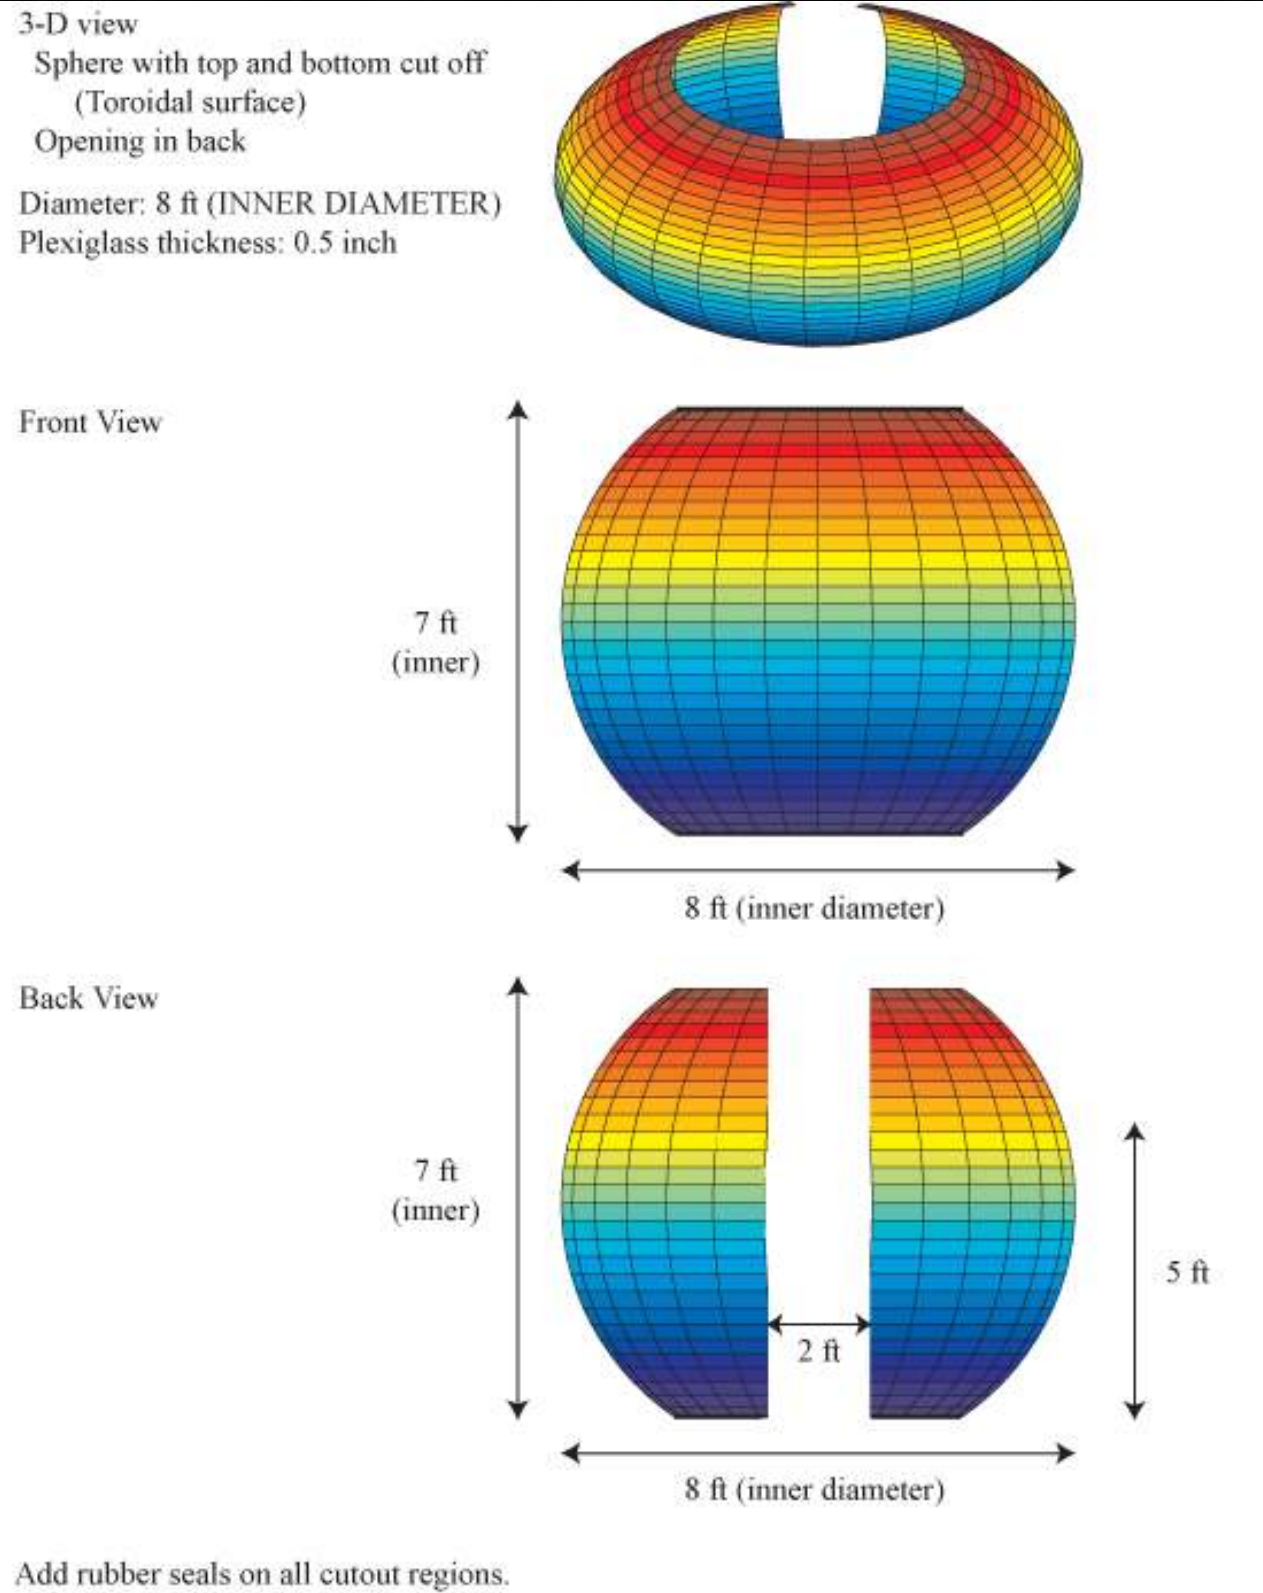 3-D view
Sphere with top and bottom cut off
(Toroidal surface)
Opening in back
Diameter: 8 ft (INNER DIAMETER)
Plexiglass thickness: 0.5 inch
Front View
7 ft
(inner)
8 ft (inner diameter)
Back View
7 ft
(inner)
5 ft
2 ft
8 ft (inner diameter)
Add rubber seals on all cutout regions.